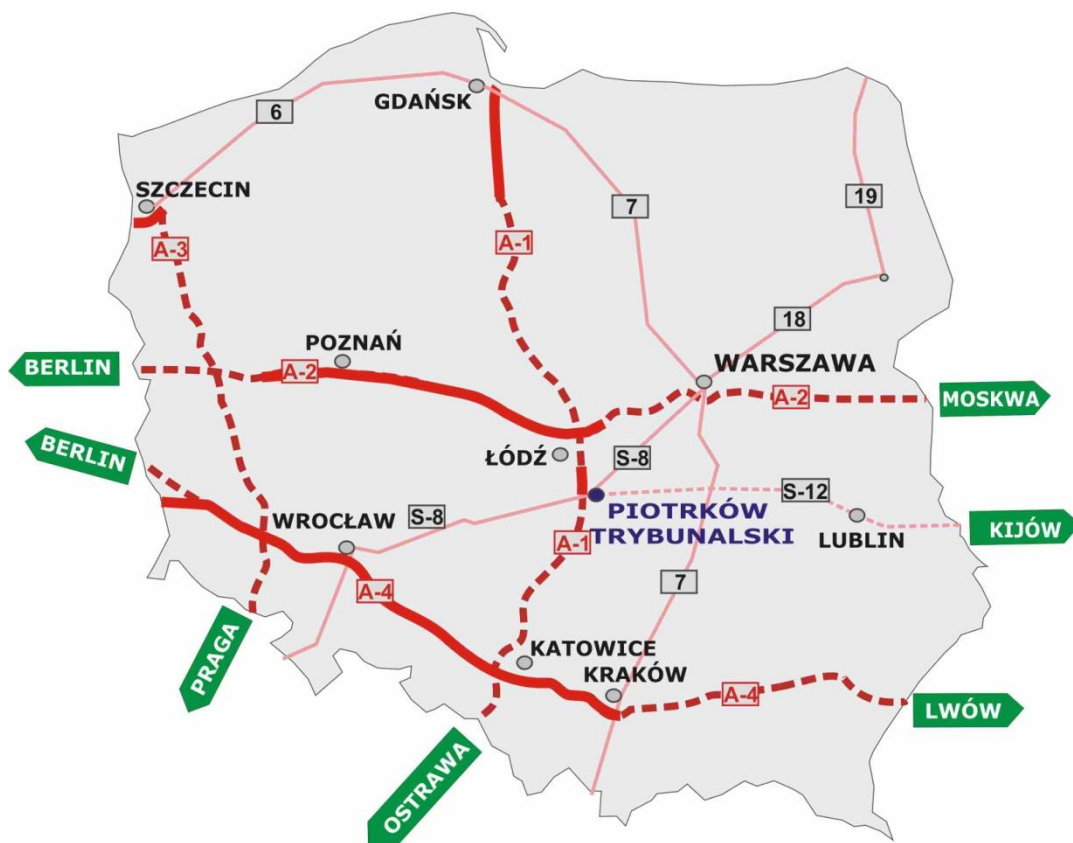 GDAŃSK
6
SZCZECIN
7
19
A-3
A-1
18
POZNAŃ
BERLIN
A-2
WARSZAWA
A-2
MOSKWA
BERLIN
ŁÓDŹ
S-8
S-12
WROCŁAW
S-8
PIOTRKÓW
TRYBUNALSKI
LUBLIN
KIJÓW
A-1
A-4
7
PRAGA
KATOWICE
KRAKÓW
A-4
LWÓW
OSTRAWA